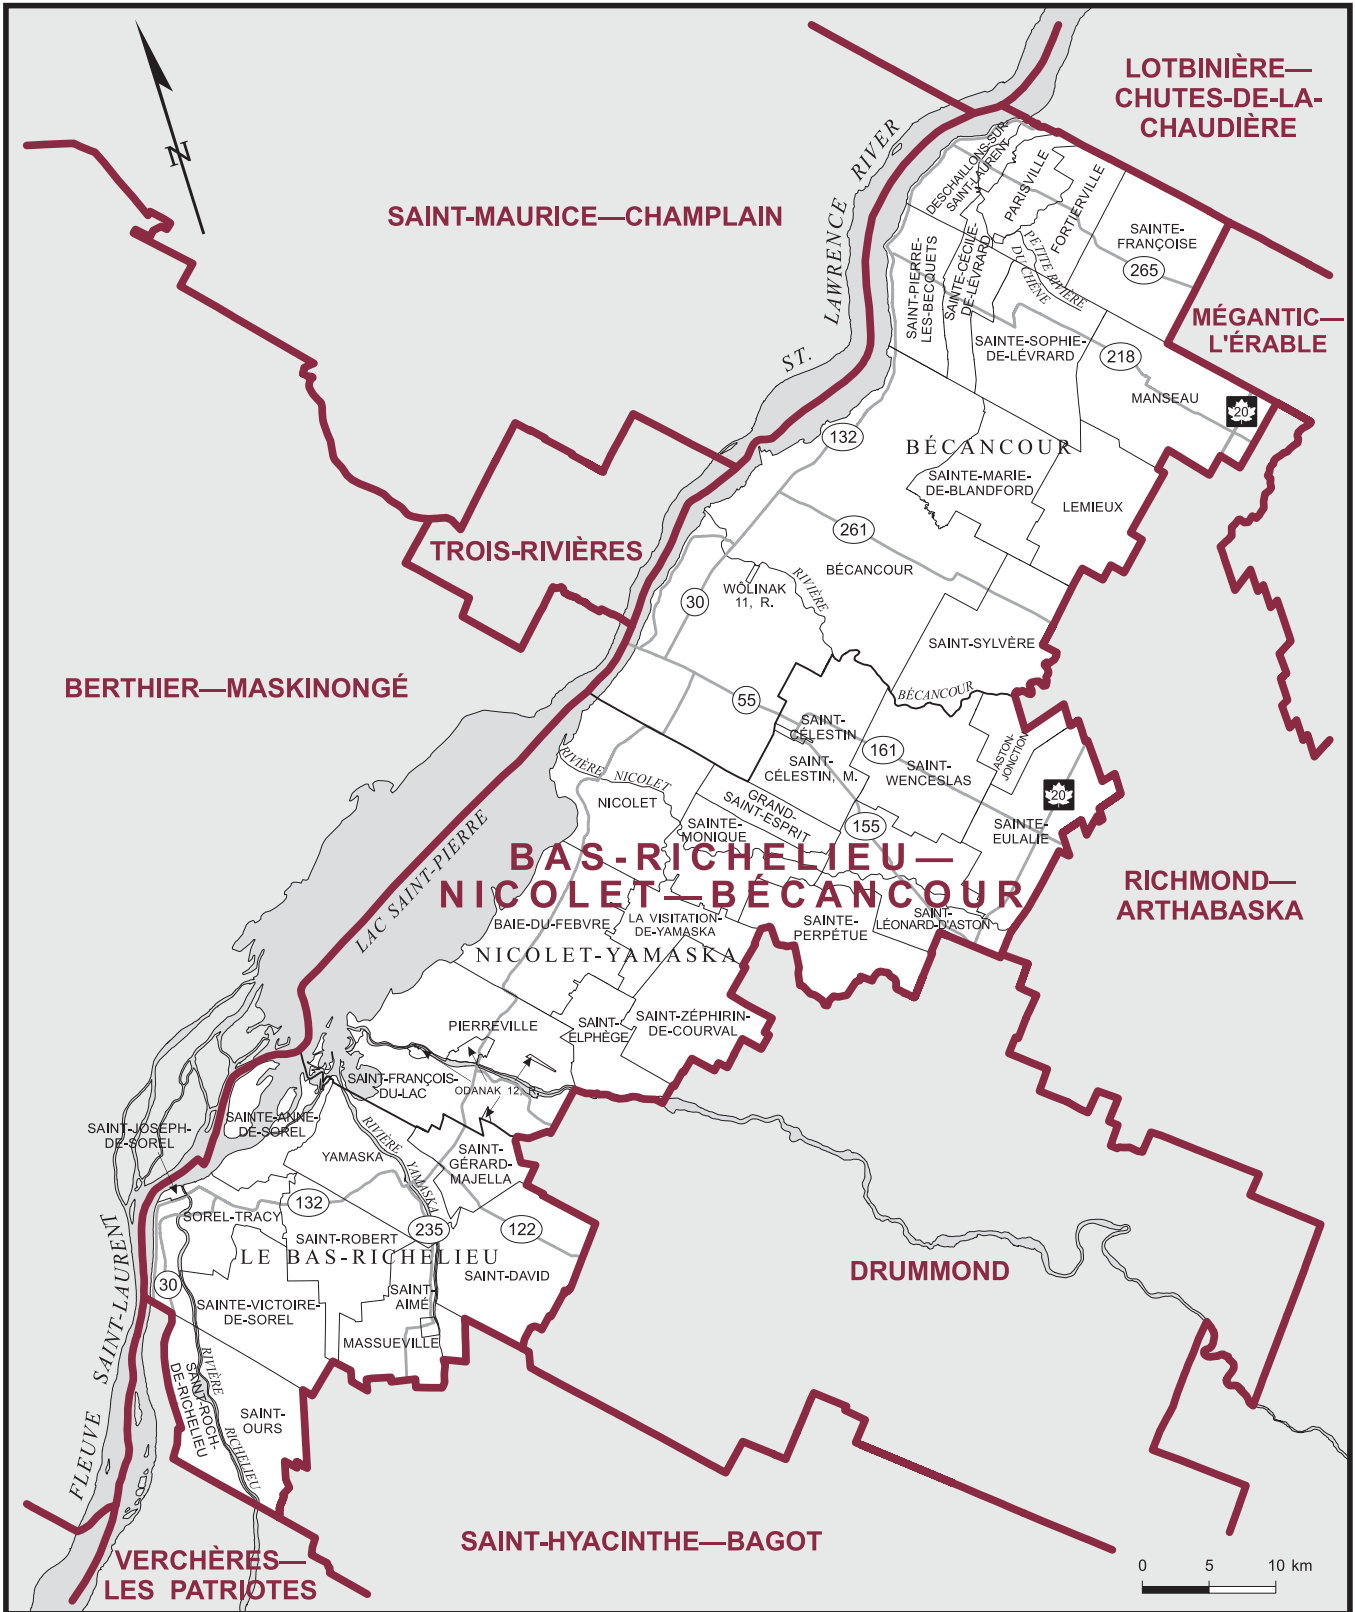 LOTBINIÈRE—
CHUTES-DE-LA-
CHAUDIÈRE
N
SAINT-MAURICE—CHAMPLAIN
ST. LAWRENCE RIVER
DESCHAILLONS-SUR-
SAINT-LAURENT
PARISVILLE
FORTIERVILLE
SAINTE-
FRANÇOISE
265
PETITE RIVIÈRE
DU CHÊNE
SAINT-PIERRE-
LES-BECQUETS
SAINTE-CÉCILE-
DE-LÉVRARD
MÉGANTIC—
L'ÉRABLE
SAINTE-SOPHIE-
DE-LÉVRARD
218
MANSEAU
20
132
BÉCANCOUR
SAINTE-MARIE-
DE-BLANDFORD
LEMIEUX
261
TROIS-RIVIÈRES
BÉCANCOUR
WÔLINAK
11, R.
RIVIÈRE
30
SAINT-SYLVÈRE
BERTHIER—MASKINONGÉ
BÉCANCOUR
55
SAINT-
CÉLESTIN
161
ASTON-
JONCTION
SAINT-
CÉLESTIN, M.
SAINT-
WENCESLAS
RIVIÈRE NICOLET
NICOLET
GRAND-
SAINT-ESPRIT
20
SAINTE-
MONIQUE
155
SAINTE-
EULALIE
LAC SAINT-PIERRE
BAS-RICHELIEU—
NICOLET—BÉCANCOUR
RICHMOND—
ARTHABASKA
BAIE-DU-FEBVRE
LA VISITATION-
DE-YAMASKA
SAINTE-
PERPÉTUE
SAINT-
LÉONARD-D'ASTON
NICOLET-YAMASKA
PIERREVILLE
SAINT-
ELPHÈGE
SAINT-ZÉPHIRIN-
DE-COURVAL
SAINT-FRANÇOIS-
DU-LAC
ODANAK 12, R.
SAINT-JOSEPH-
DE-SOREL
SAINTE-ANNE-
DE-SOREL
YAMASKA
RIVIÈRE YAMASKA
SAINT-
GÉRARD-
MAJELLA
132
SOREL-TRACY
SAINT-ROBERT
235
122
LE BAS-RICHELIEU
DRUMMOND
30
SAINT-DAVID
SAINT-
AIMÉ
SAINTE-VICTOIRE-
DE-SOREL
MASSUEVILLE
FLEUVE SAINT-LAURENT
SAINT-ROCH-
DE-RICHELIEU
RIVIÈRE RICHELIEU
SAINT-
OURS
SAINT-HYACINTHE—BAGOT
VERCHÈRES—
LES PATRIOTES
0 5 10 km